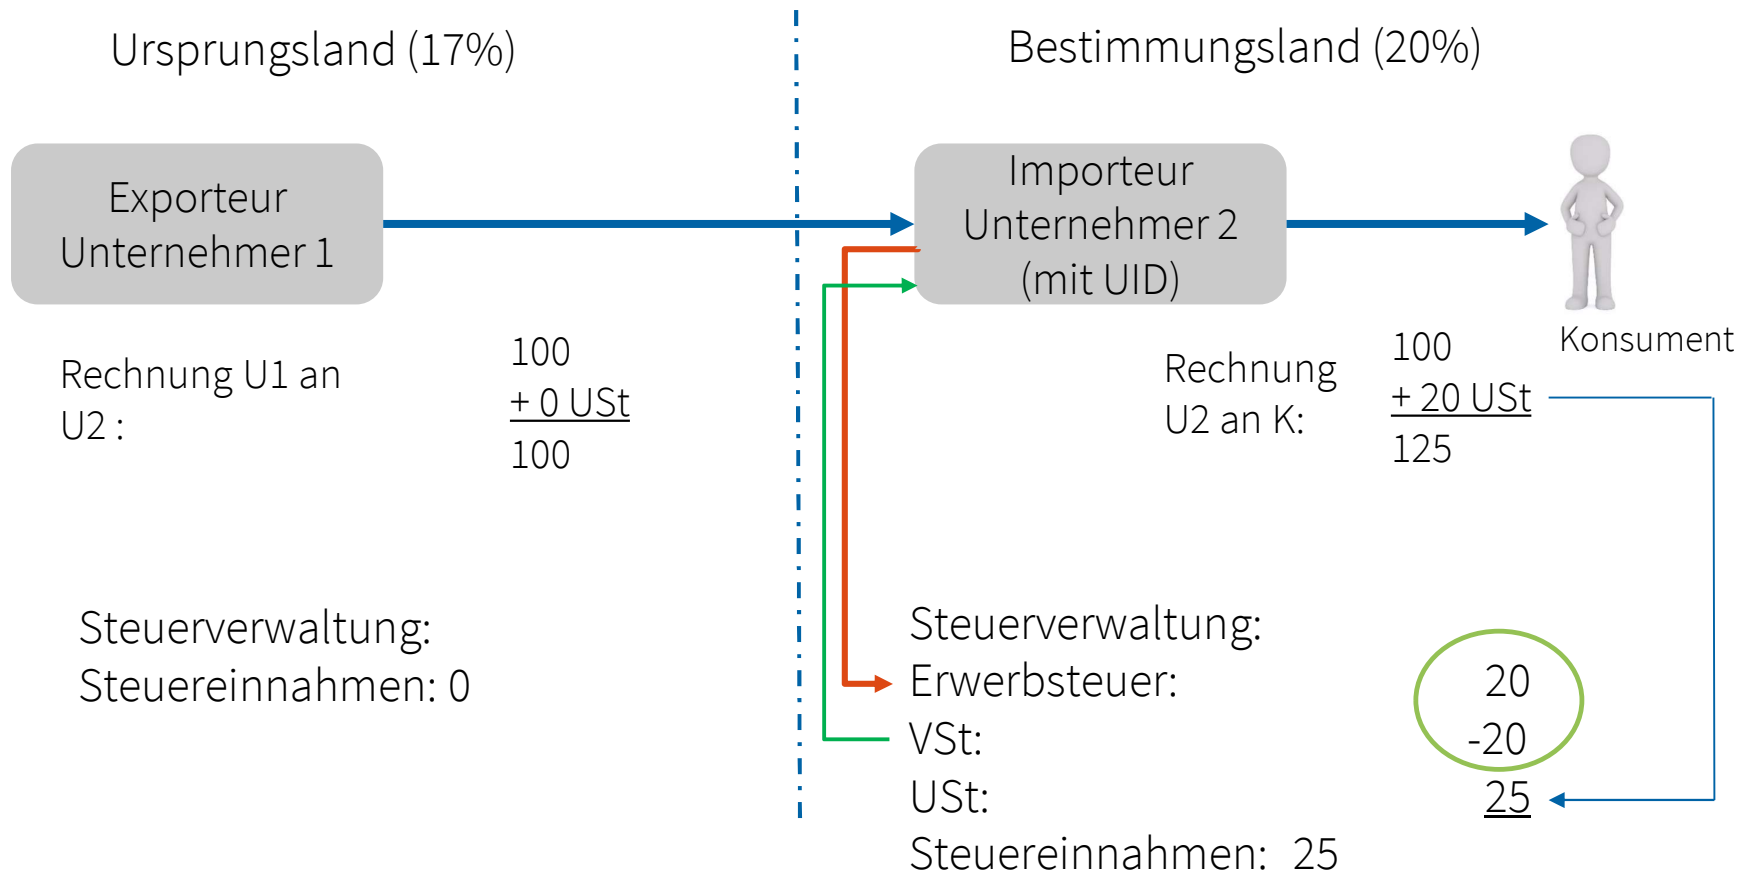 Ursprungsland (17%)
Bestimmungsland (20%)
Exporteur
Unternehmer 1
Importeur
Unternehmer 2
(mit UID)
Konsument
Rechnung U1 an
U2 :
100
+ 0 USt
100
Rechnung
U2 an K:
100
+ 20 USt
125
Steuerverwaltung:
Steuereinnahmen: 0
Steuerverwaltung:
Erwerbsteuer: 20
VSt: -20
USt: 25
Steuereinnahmen: 25